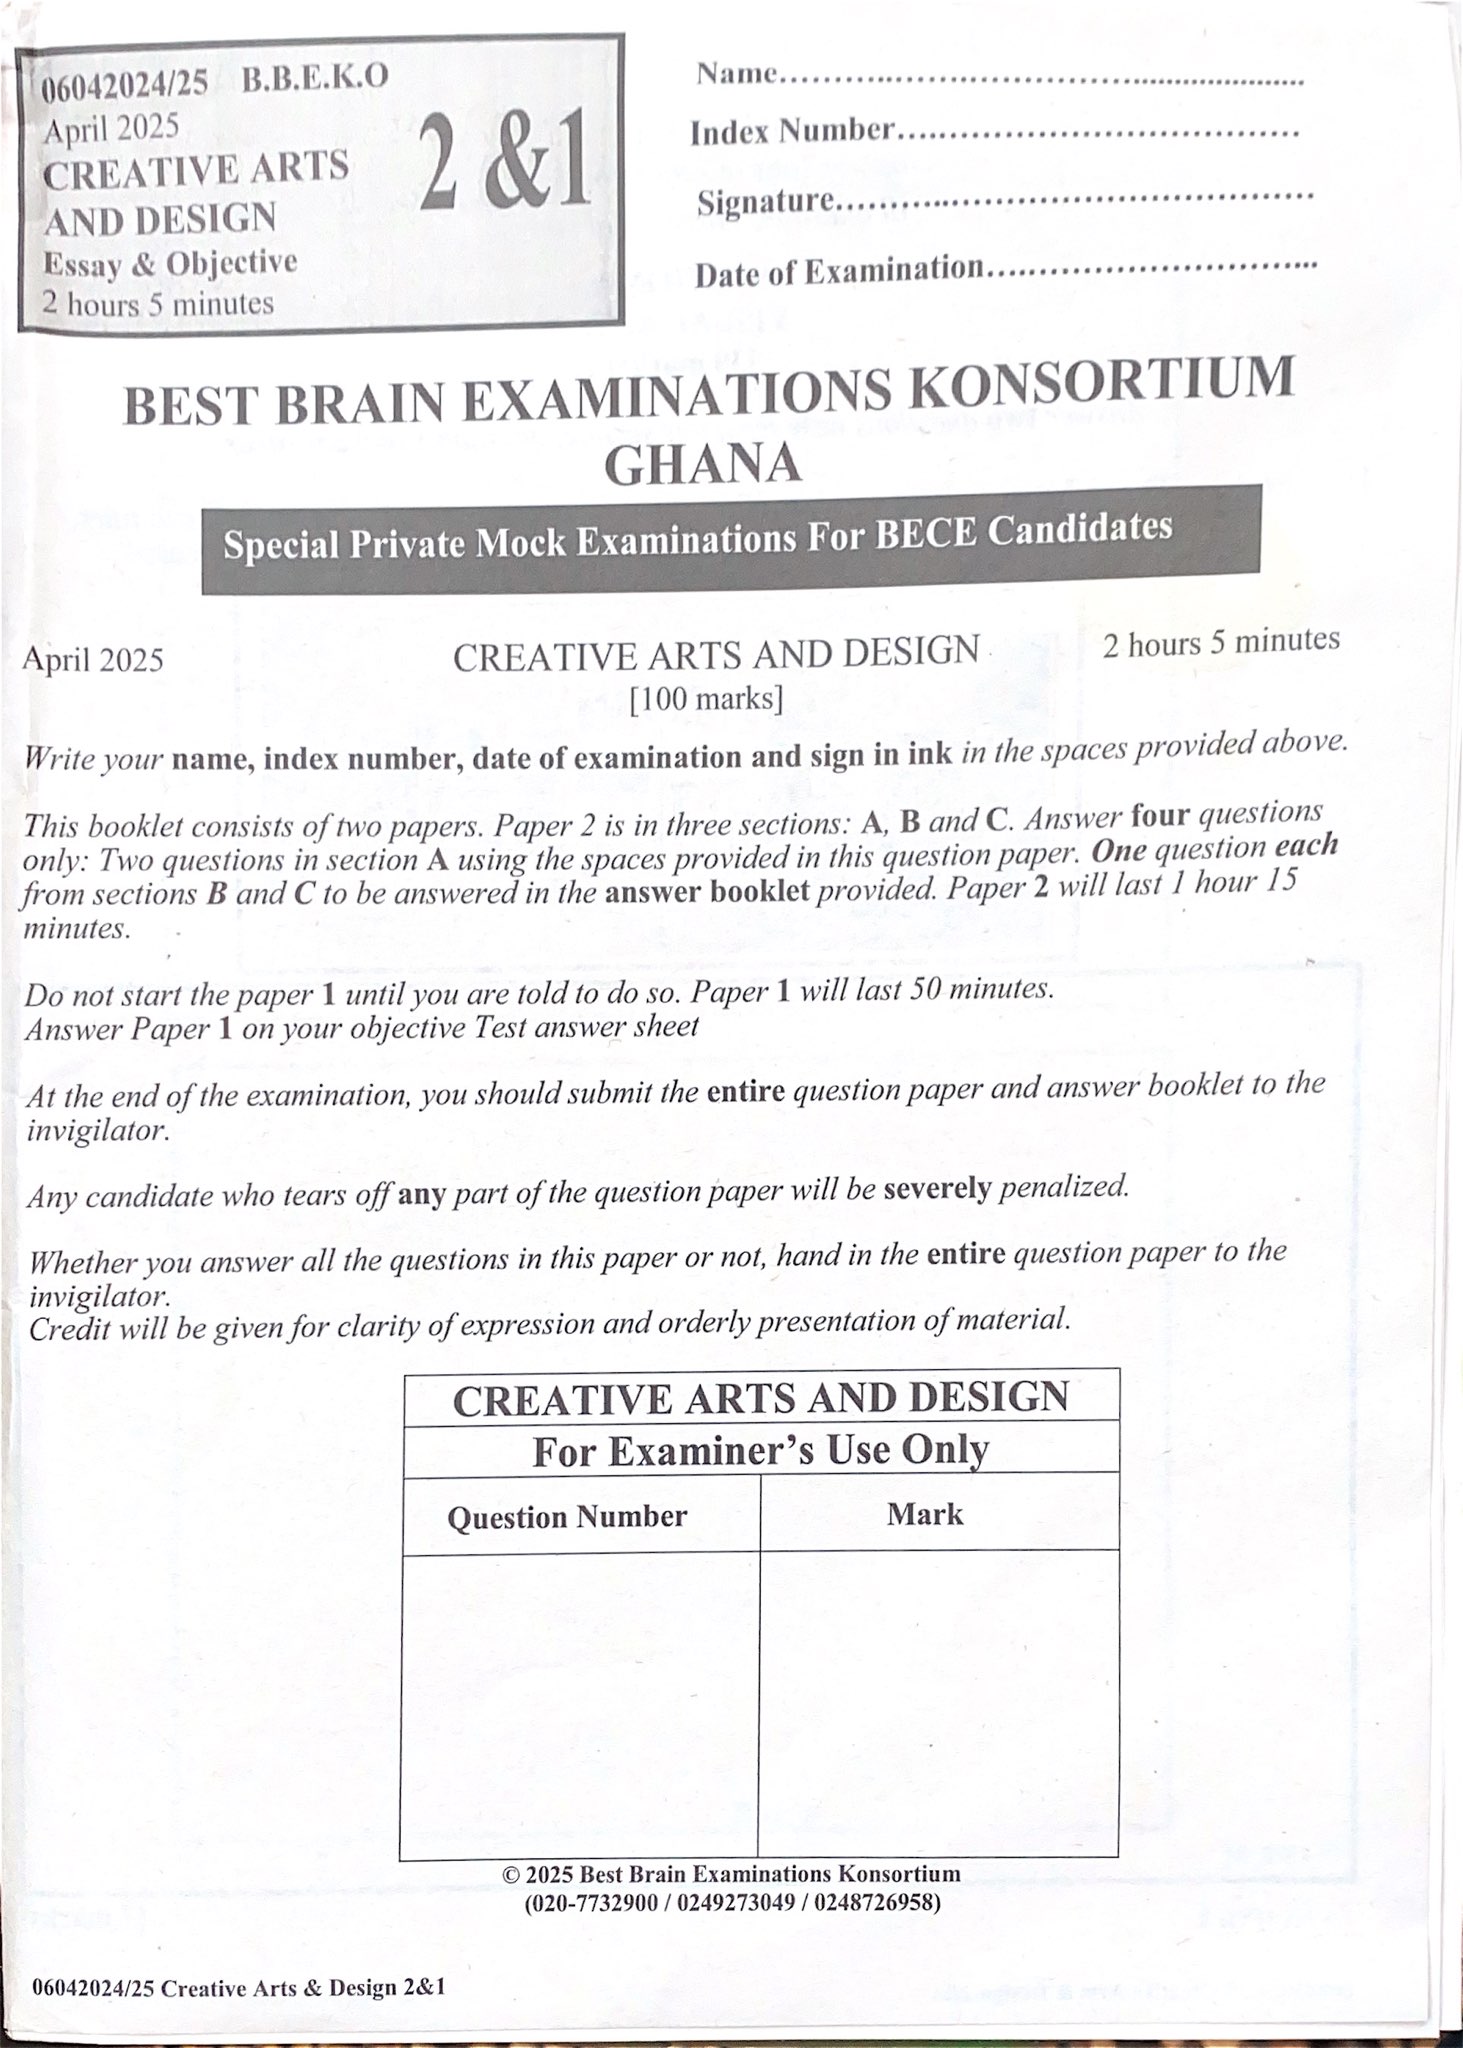 06042024/25 B.B.E.K.O
April 2025
CREATIVE ARTS
AND DESIGN
Essay & Objective
2 hours 5 minutes
2 &1
Name....................................................................
Index Number..............................................
Signature......................................................
Date of Examination......................................
BEST BRAIN EXAMINATIONS KONSORTIUM
GHANA
Special Private Mock Examinations For BECE Candidates
April 2025 CREATIVE ARTS AND DESIGN 2 hours 5 minutes
[100 marks]
Write your name, index number, date of examination and sign in ink in the spaces provided above.
This booklet consists of two papers. Paper 2 is in three sections: A, B and C. Answer four questions
only: Two questions in section A using the spaces provided in this question paper. One question each
from sections B and C to be answered in the answer booklet provided. Paper 2 will last 1 hour 15
minutes.
Do not start the paper 1 until you are told to do so. Paper 1 will last 50 minutes.
Answer Paper 1 on your objective Test answer sheet
At the end of the examination, you should submit the entire question paper and answer booklet to the
invigilator.
Any candidate who tears off any part of the question paper will be severely penalized.
Whether you answer all the questions in this paper or not, hand in the entire question paper to the
invigilator.
Credit will be given for clarity of expression and orderly presentation of material.
CREATIVE ARTS AND DESIGN
For Examiner's Use Only
Question Number Mark
© 2025 Best Brain Examinations Konsortium
(020-7732900 / 0249273049 / 0248726958)
06042024/25 Creative Arts & Design 2&1